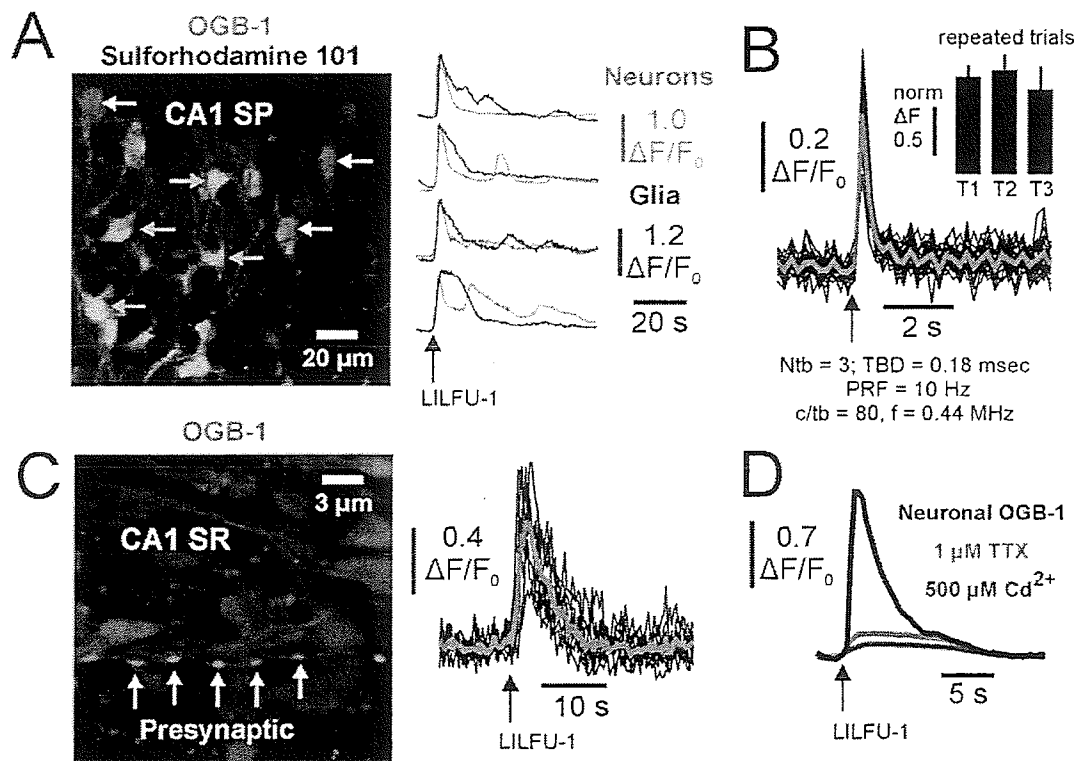 A
OGB-1
Sulforhodamine 101
CA1 SP
20 µm
Neurons
1.0
ΔF/F0
Glia
1.2
ΔF/F0
20 s
LILFU-1
B
repeated trials
norm
ΔF
0.5
T1 T2 T3
0.2
ΔF/F0
2 s
Ntb = 3; TBD = 0.18 msec
PRF = 10 Hz
c/tb = 80, f = 0.44 MHz
C
OGB-1
3 µm
CA1 SR
Presynaptic
0.4
ΔF/F0
10 s
LILFU-1
D
0.7
ΔF/F0
Neuronal OGB-1
1 µM TTX
500 µM Cd2+
5 s
LILFU-1